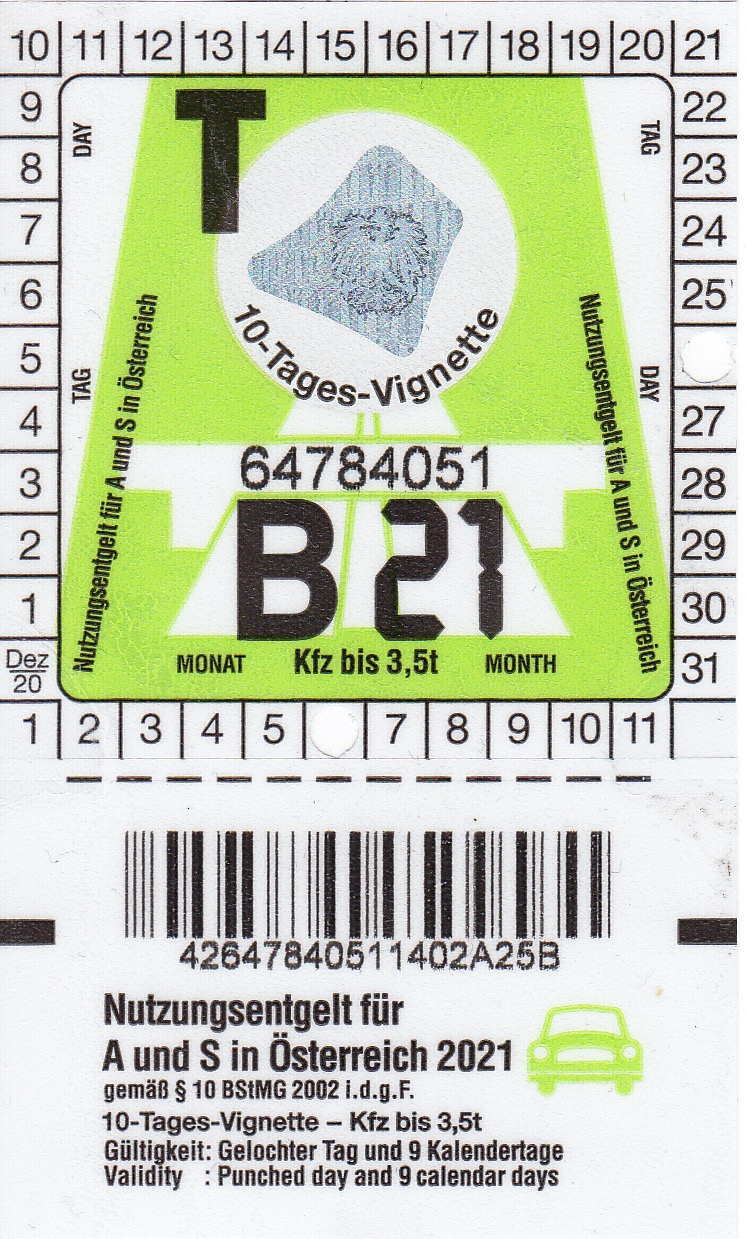 10 11 12 13 14 15 16 17 18 19 20 21
9 22
8 DAY TAG 23
7 T 24
6 25
5
4 TAG DAY 27
3 28
2 29
1 30
Dez 20 31
Nutzungsentgelt für A und S in Österreich
10-Tages-Vignette
Nutzungsentgelt für A und S in Österreich
64784051
B 21
MONAT Kfz bis 3,5t MONTH
1 2 3 4 5 7 8 9 10 11
42647840511402A25B
Nutzungsentgelt für
A und S in Österreich 2021
gemäß § 10 BStMG 2002 i.d.g.F.
10-Tages-Vignette – Kfz bis 3,5t
Gültigkeit: Gelochter Tag und 9 Kalendertage
Validity : Punched day and 9 calendar days